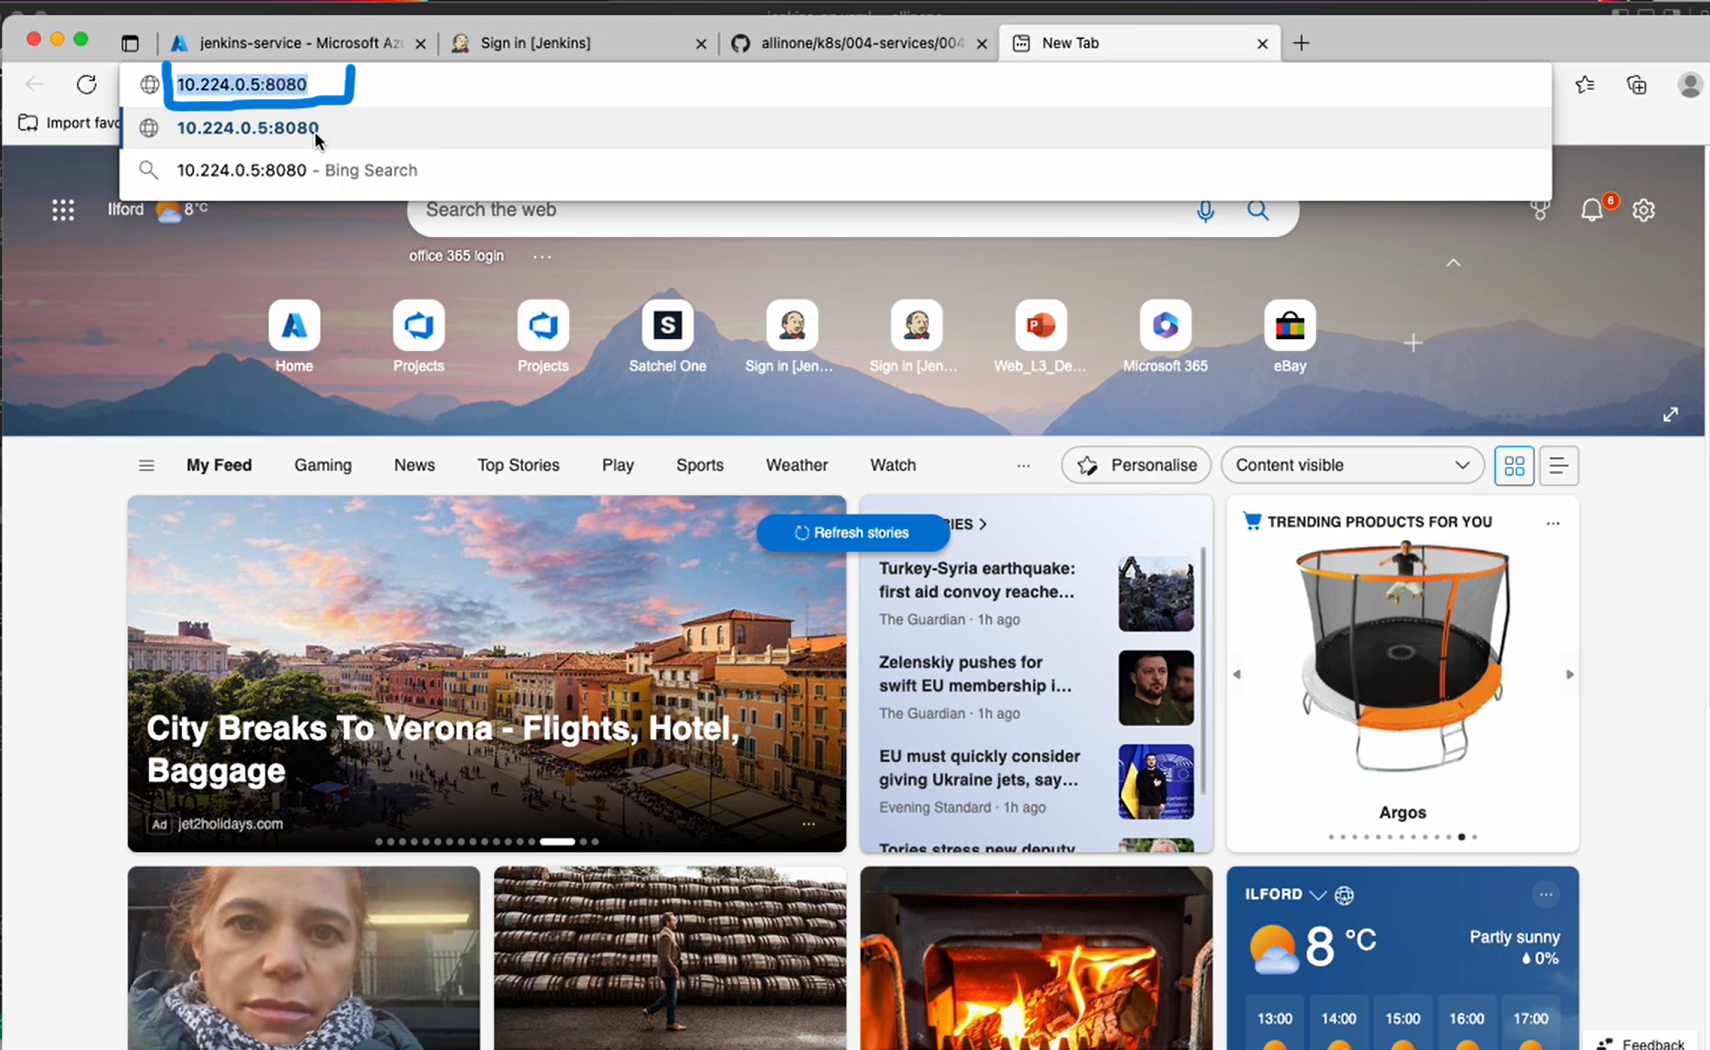 jenkins-service - Microsoft Azu
Sign in [Jenkins]
allinone/k8s/004-services/004
New Tab
10.224.0.5:8080
Import favo
10.224.0.5:8080
10.224.0.5:8080 - Bing Search
Ilford
8°C
Search the web
6
office 365 login
Home
Projects
Projects
Satchel One
Sign in [Jen...
Sign in [Jen...
Web_L3_De...
Microsoft 365
eBay
My Feed
Gaming
News
Top Stories
Play
Sports
Weather
Watch
Personalise
Content visible
Refresh stories
IES
Turkey-Syria earthquake:
first aid convoy reache...
The Guardian · 1h ago
Zelenskiy pushes for
swift EU membership i...
The Guardian · 1h ago
EU must quickly consider
giving Ukraine jets, say...
Evening Standard · 1h ago
Tories stress new deputy
City Breaks To Verona - Flights, Hotel,
Baggage
Ad jet2holidays.com
TRENDING PRODUCTS FOR YOU
Argos
ILFORD
8 °C
Partly sunny
0%
13:00
14:00
15:00
16:00
17:00
Feedback